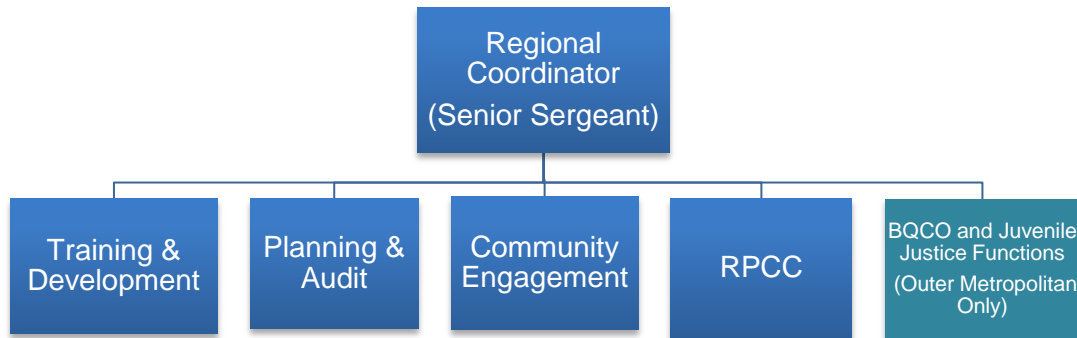 Regional
Coordinator
(Senior Sergeant)
Training &
Development
Planning &
Audit
Community
Engagement
RPCC
BQCO and Juvenile
Justice Functions
(Outer Metropolitan
Only)